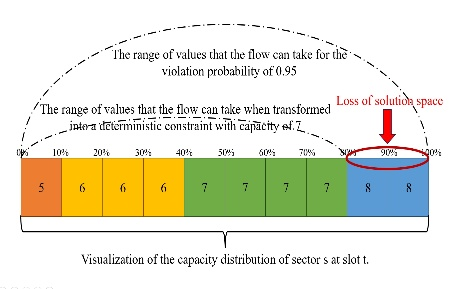 The range of values that the flow can take for the
violation probability of 0.95
The range of values that the flow can take when transformed
into a deterministic constraint with capacity of 7
Loss of solution space
0% 10% 20% 30% 40% 50% 60% 70% 80% 90% 100%
5 6 6 6 7 7 7 7 8 8
Visualization of the capacity distribution of sector s at slot t.